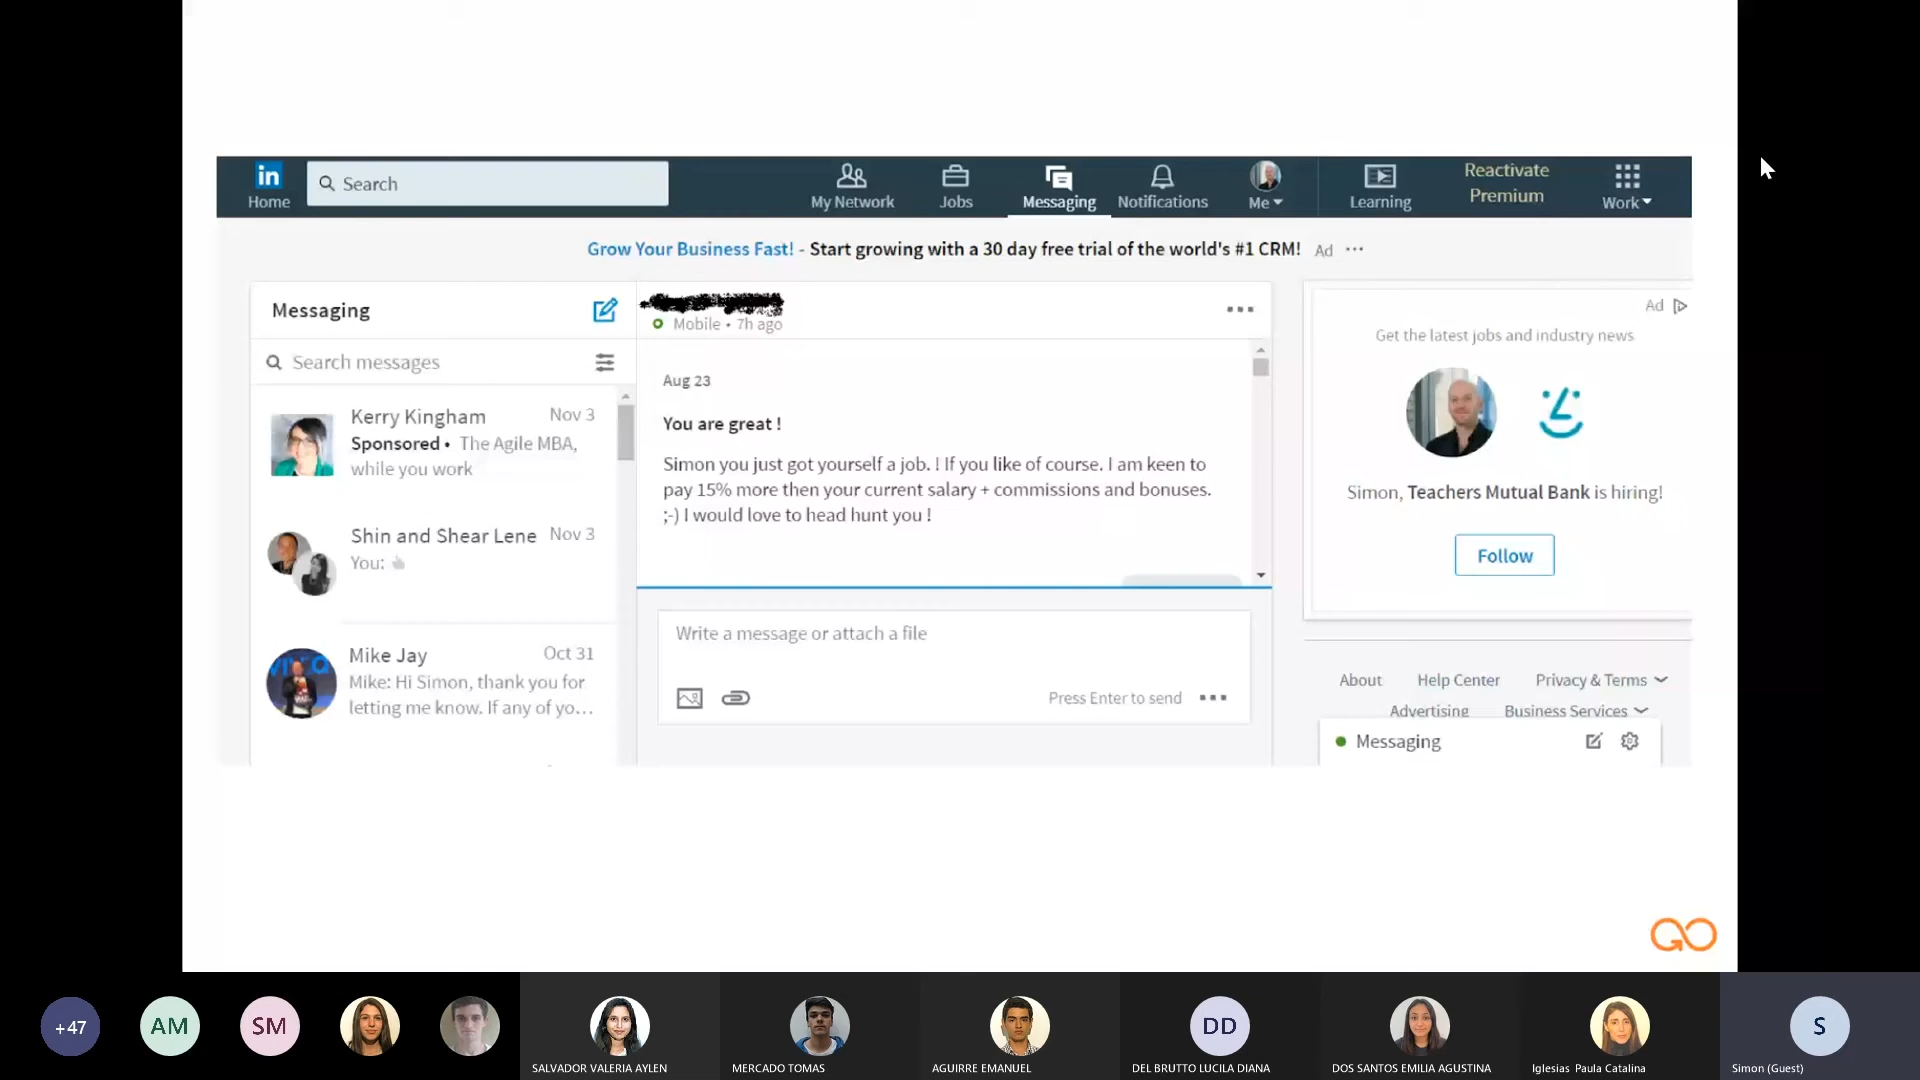 in
Home
Search
My Network
Jobs
Messaging
Notifications
Me
Learning
Reactivate
Premium
Work
Grow Your Business Fast! - Start growing with a 30 day free trial of the world's #1 CRM! Ad
Messaging
Search messages
Kerry Kingham Nov 3
Sponsored • The Agile MBA,
while you work
Shin and Shear Lene Nov 3
You:
Mike Jay Oct 31
Mike: Hi Simon, thank you for
letting me know. If any of yo...
Mobile • 7h ago
Aug 23
You are great !
Simon you just got yourself a job. ! If you like of course. I am keen to
pay 15% more then your current salary + commissions and bonuses.
;-) I would love to head hunt you !
Write a message or attach a file
Press Enter to send
Ad
Get the latest jobs and industry news
Simon, Teachers Mutual Bank is hiring!
Follow
About Help Center Privacy & Terms
Advertising Business Services
Messaging
+47
AM
SM
SALVADOR VALERIA AYLEN
MERCADO TOMAS
AGUIRRE EMANUEL
DD
DEL BRUTTO LUCILA DIANA
DOS SANTOS EMILIA AGUSTINA
Iglesias Paula Catalina
S
Simon (Guest)